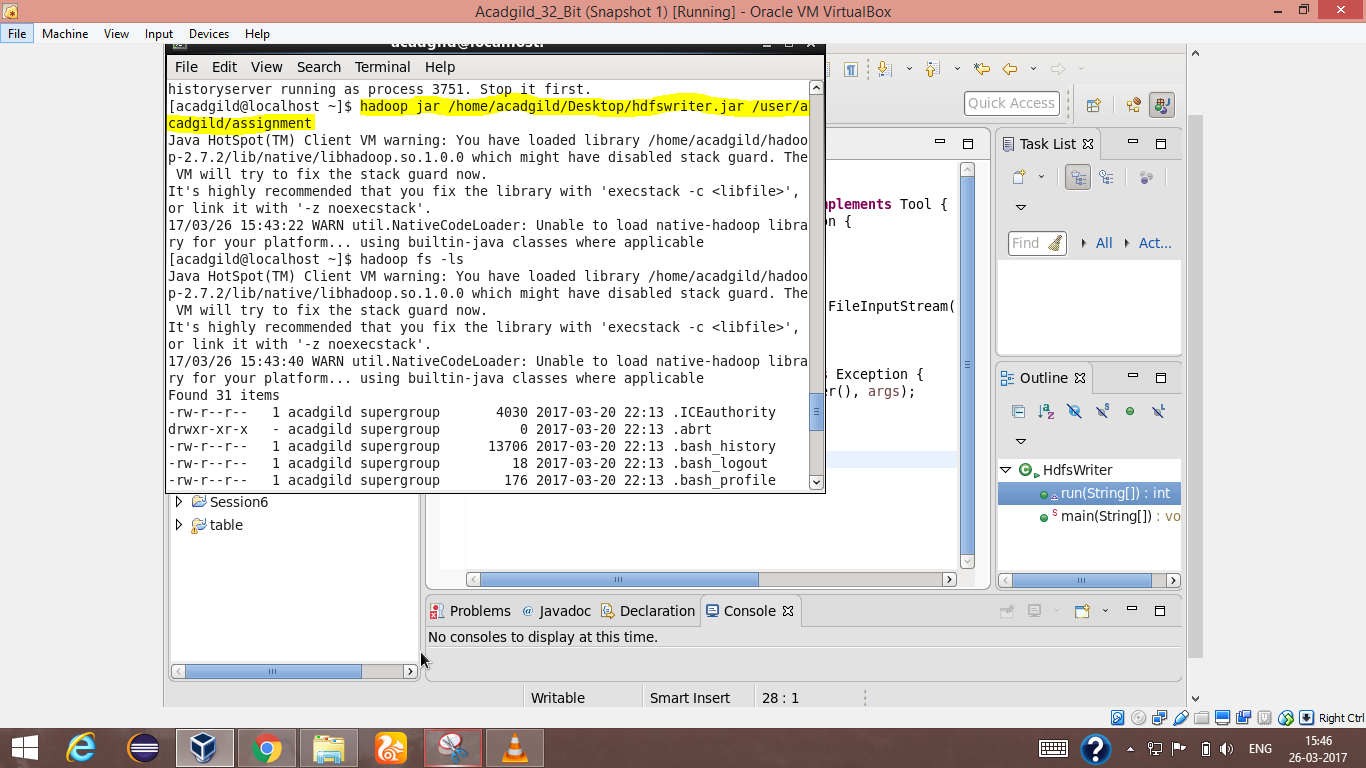 Acadgild_32_Bit (Snapshot 1) [Running] - Oracle VM VirtualBox
File Machine View Input Devices Help
File Edit View Search Terminal Help
historyserver running as process 3751. Stop it first.
[acadgild@localhost ~]$ hadoop jar /home/acadgild/Desktop/hdfswriter.jar /user/a
cadgild/assignment
Java HotSpot(TM) Client VM warning: You have loaded library /home/acadgild/hadoo
p-2.7.2/lib/native/libhadoop.so.1.0.0 which might have disabled stack guard. The
 VM will try to fix the stack guard now.
It's highly recommended that you fix the library with 'execstack -c <libfile>',
or link it with '-z noexecstack'.
17/03/26 15:43:22 WARN util.NativeCodeLoader: Unable to load native-hadoop libra
ry for your platform... using builtin-java classes where applicable
[acadgild@localhost ~]$ hadoop fs -ls
Java HotSpot(TM) Client VM warning: You have loaded library /home/acadgild/hadoo
p-2.7.2/lib/native/libhadoop.so.1.0.0 which might have disabled stack guard. The
 VM will try to fix the stack guard now.
It's highly recommended that you fix the library with 'execstack -c <libfile>',
or link it with '-z noexecstack'.
17/03/26 15:43:40 WARN util.NativeCodeLoader: Unable to load native-hadoop libra
ry for your platform... using builtin-java classes where applicable
Found 31 items
-rw-r--r-- 1 acadgild supergroup 4030 2017-03-20 22:13 .ICEauthority
drwxr-xr-x - acadgild supergroup 0 2017-03-20 22:13 .abrt
-rw-r--r-- 1 acadgild supergroup 13706 2017-03-20 22:13 .bash_history
-rw-r--r-- 1 acadgild supergroup 18 2017-03-20 22:13 .bash_logout
-rw-r--r-- 1 acadgild supergroup 176 2017-03-20 22:13 .bash_profile
Session6
table
Quick Access
mplements Tool {
n {
FileInputStream(
s Exception {
er(), args);
Task List
Find All Act...
Outline
HdfsWriter
run(String[]) : int
main(String[]) : vo
Problems Javadoc Declaration Console
No consoles to display at this time.
Writable Smart Insert 28 : 1
Right Ctrl
ENG
15:46
26-03-2017